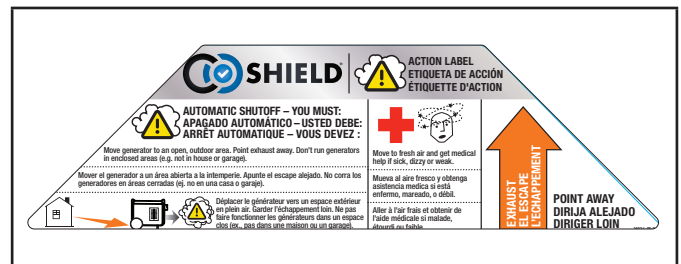 CO SHIELD®
ACTION LABEL
ETIQUETA DE ACCIÓN
ÉTIQUETTE D'ACTION
AUTOMATIC SHUTOFF – YOU MUST:
APAGADO AUTOMÁTICO – USTED DEBE:
ARRÊT AUTOMATIQUE – VOUS DEVEZ :
Move generator to an open, outdoor area. Point exhaust away. Don't run generators
in enclosed areas (e.g. not in house or garage).
Mover el generador a un área abierta a la intemperie. Apunte el escape alejado. No corra los
generadores en áreas cerradas (ej. no en una casa o garaje).
Déplacer le générateur vers un espace extérieur
en plein air. Garder l'échappement loin. Ne pas
faire fonctionner les générateurs dans un espace
clos (ex., pas dans une maison ou un garage).
Move to fresh air and get medical
help if sick, dizzy or weak.
Mueva al aire fresco y obtenga
asistencia medica si está
enfermo, mareado, o débil.
Aller à l'air frais et obtenir de
l'aide médicale si malade,
étourdi ou faible.
EXHAUST
EL ESCAPE
L'ÉCHAPPEMENT
POINT AWAY
DIRIJA ALEJADO
DIRIGER LOIN